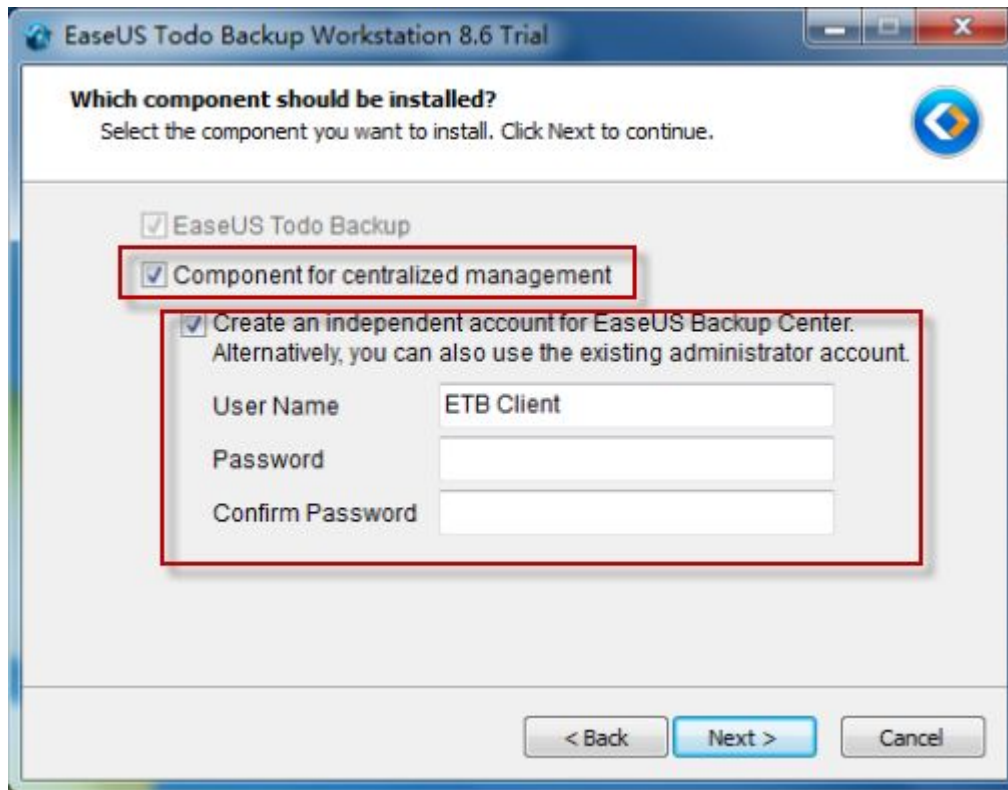 EaseUS Todo Backup Workstation 8.6 Trial
Which component should be installed?
Select the component you want to install. Click Next to continue.
EaseUS Todo Backup
Component for centralized management
Create an independent account for EaseUS Backup Center.
Alternatively, you can also use the existing administrator account.
User Name
ETB Client
Password
Confirm Password
< Back
Next >
Cancel